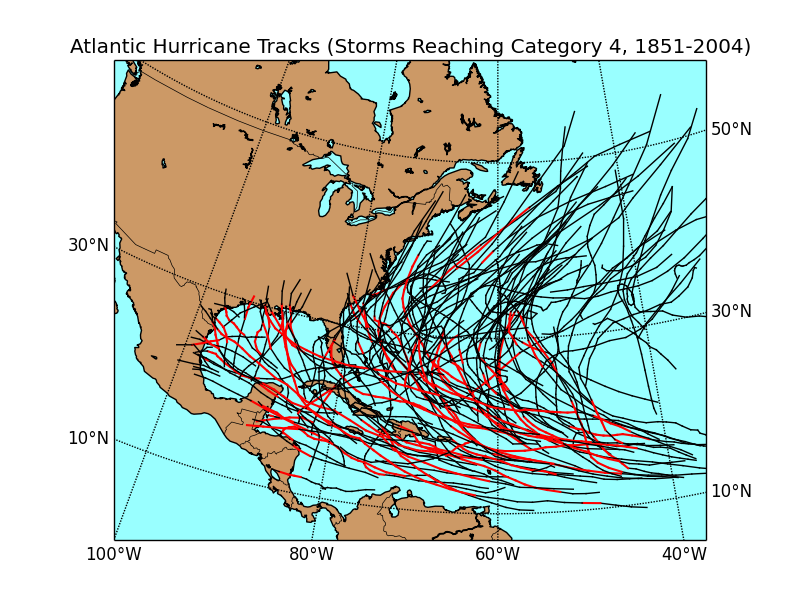 Atlantic Hurricane Tracks (Storms Reaching Category 4, 1851-2004)
50°N
30°N
30°N
10°N
10°N
100°W
80°W
60°W
40°W